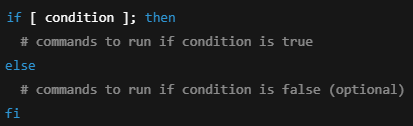 if [ condition ]; then
  # commands to run if condition is true
else
  # commands to run if condition is false (optional)
fi